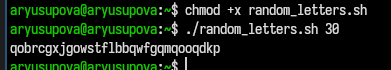 aryusupova@aryusupova:~$ chmod +x random_letters.sh
aryusupova@aryusupova:~$ ./random_letters.sh 30
qobrcgxjgowstflbbqwfgqmqooqdkp
aryusupova@aryusupova:~$